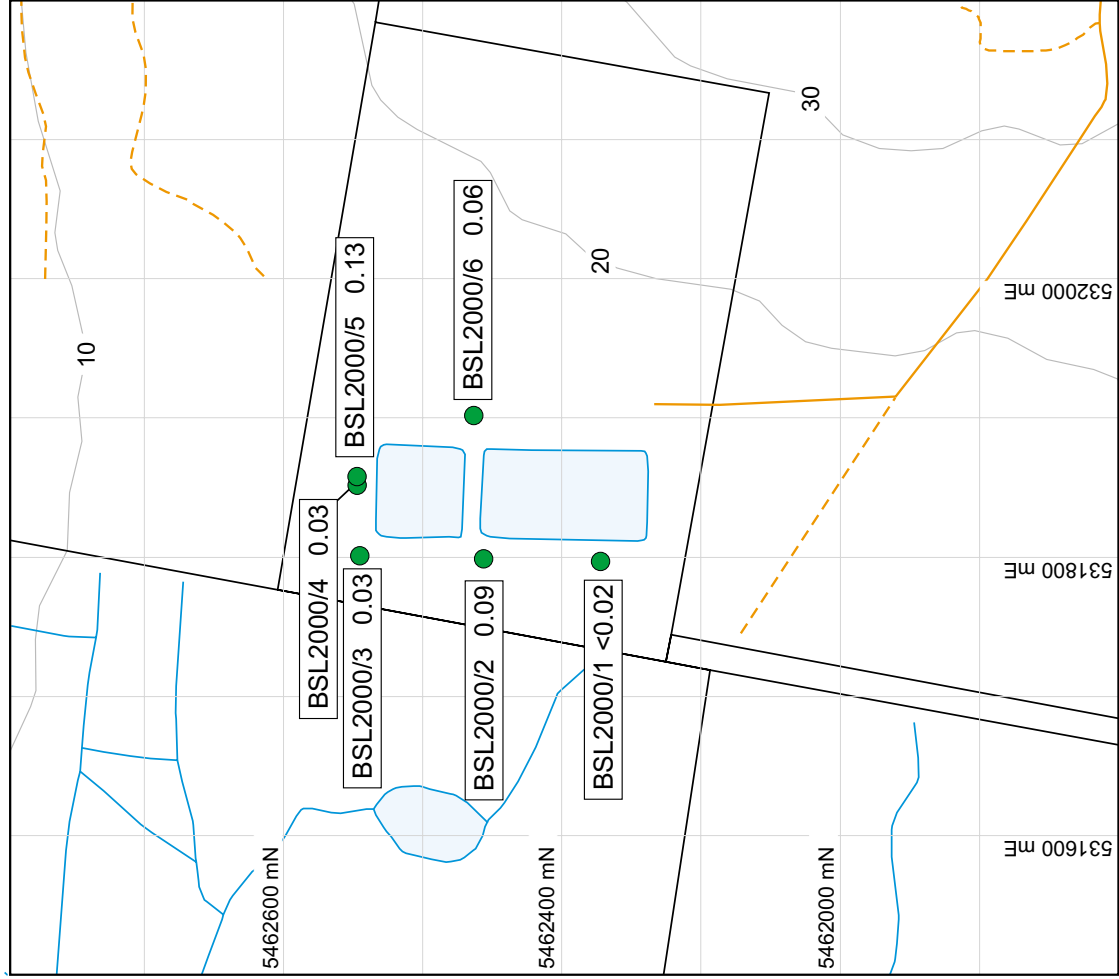 10
20
30
BSL2000/5 0.13
BSL2000/6 0.06
BSL2000/4 0.03
BSL2000/3 0.03
BSL2000/2 0.09
BSL2000/1 <0.02
5462600 mN
5462400 mN
5462000 mN
532000 mE
531800 mE
531600 mE